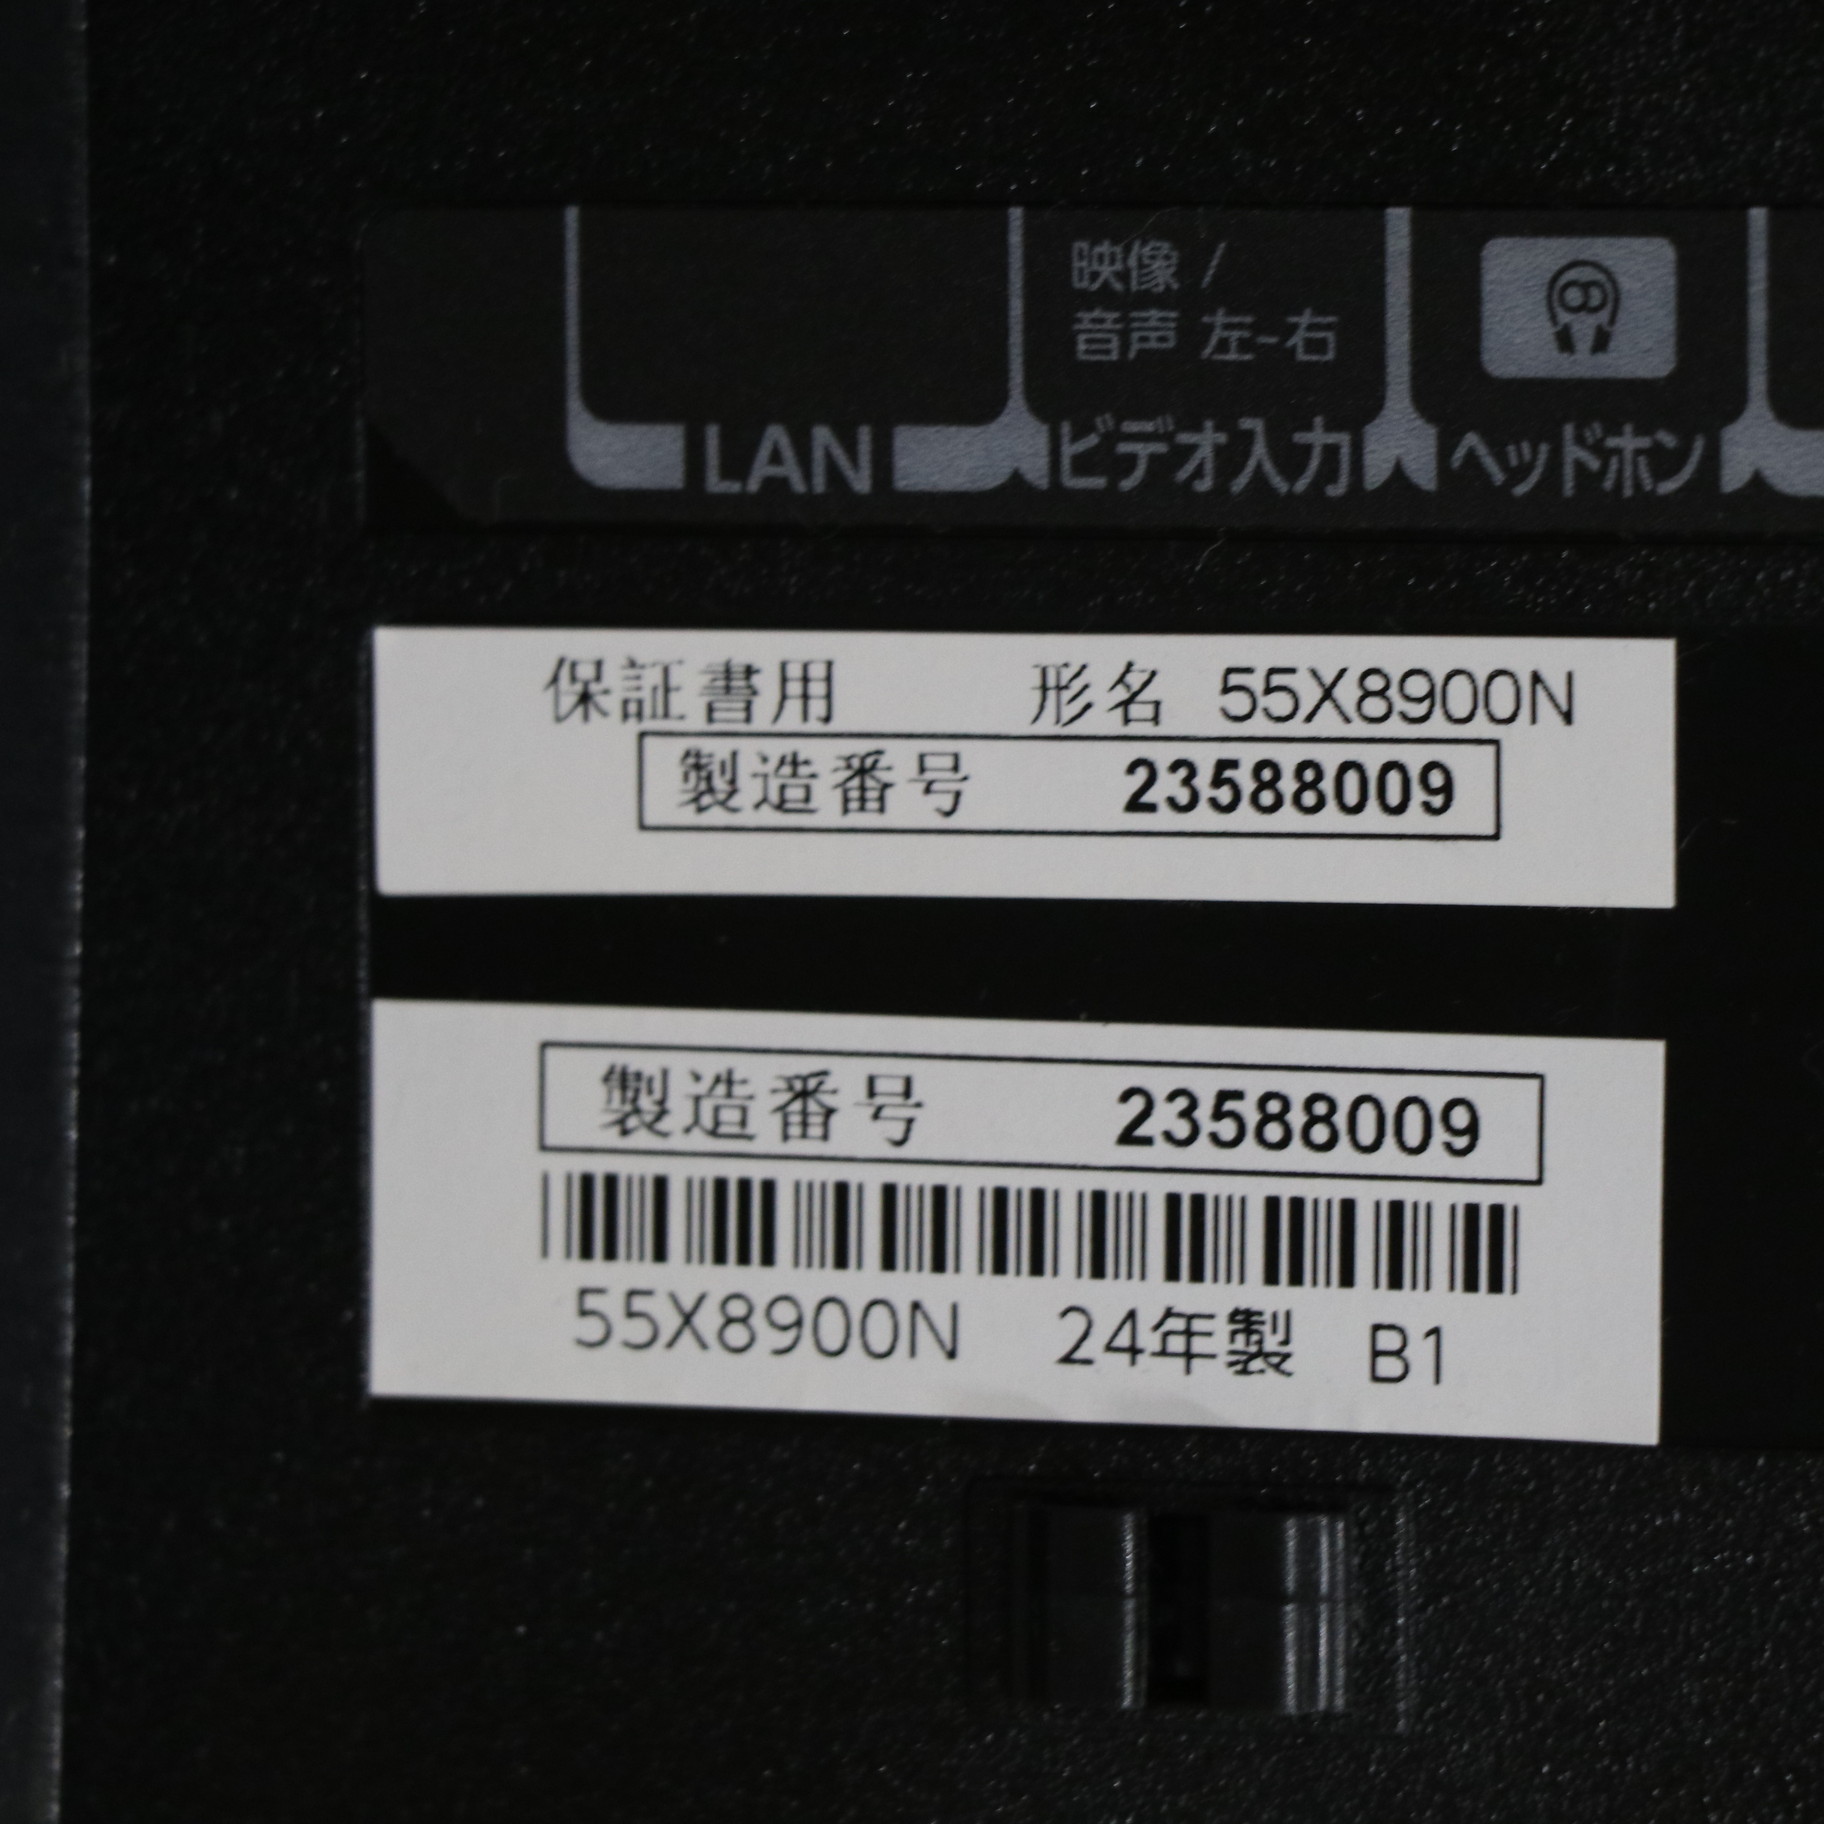 映像 /
音声 左-右
LAN ビデオ入力 ヘッドホン
保証書用 形名 55X8900N
製造番号 23588009
製造番号 23588009
55X8900N 24年製 B1